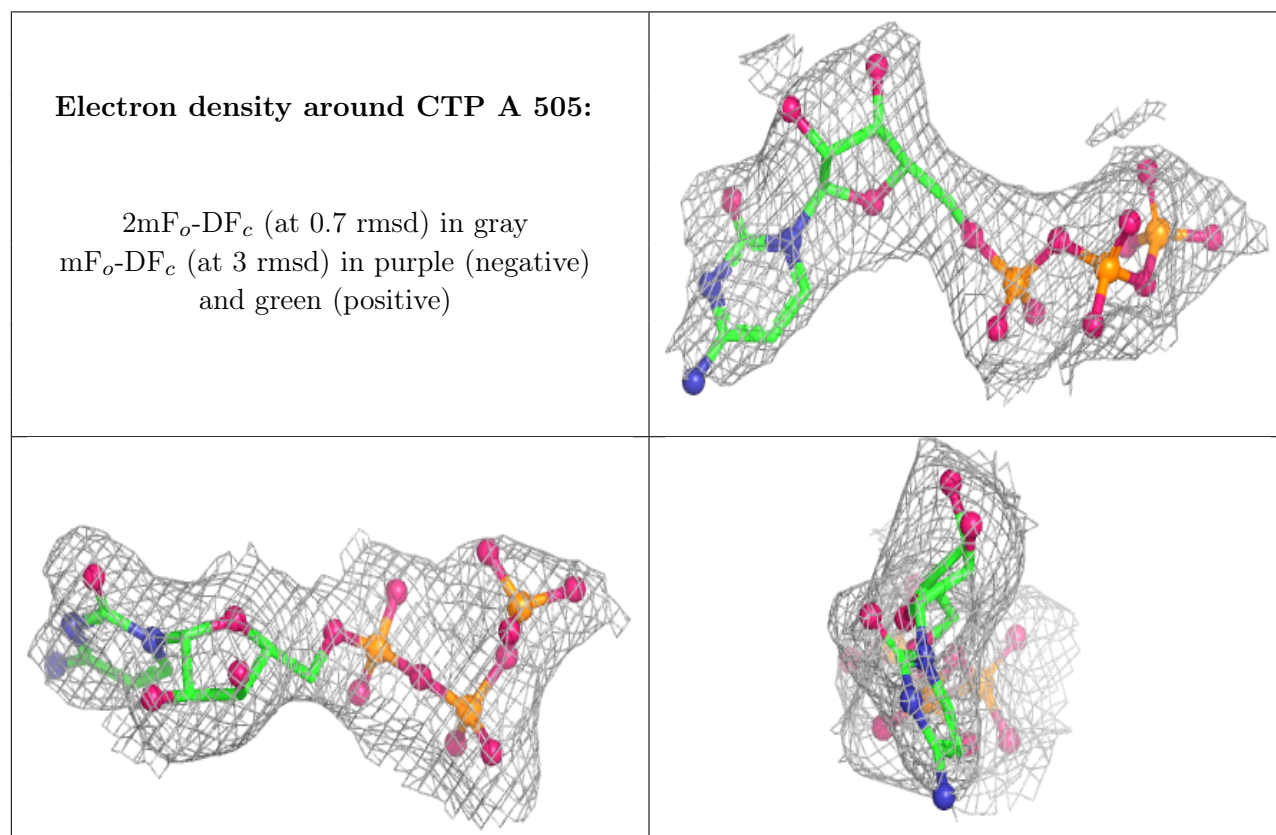 Electron density around CTP A 505:
2mFo-DFc (at 0.7 rmsd) in gray
mFo-DFc (at 3 rmsd) in purple (negative)
and green (positive)